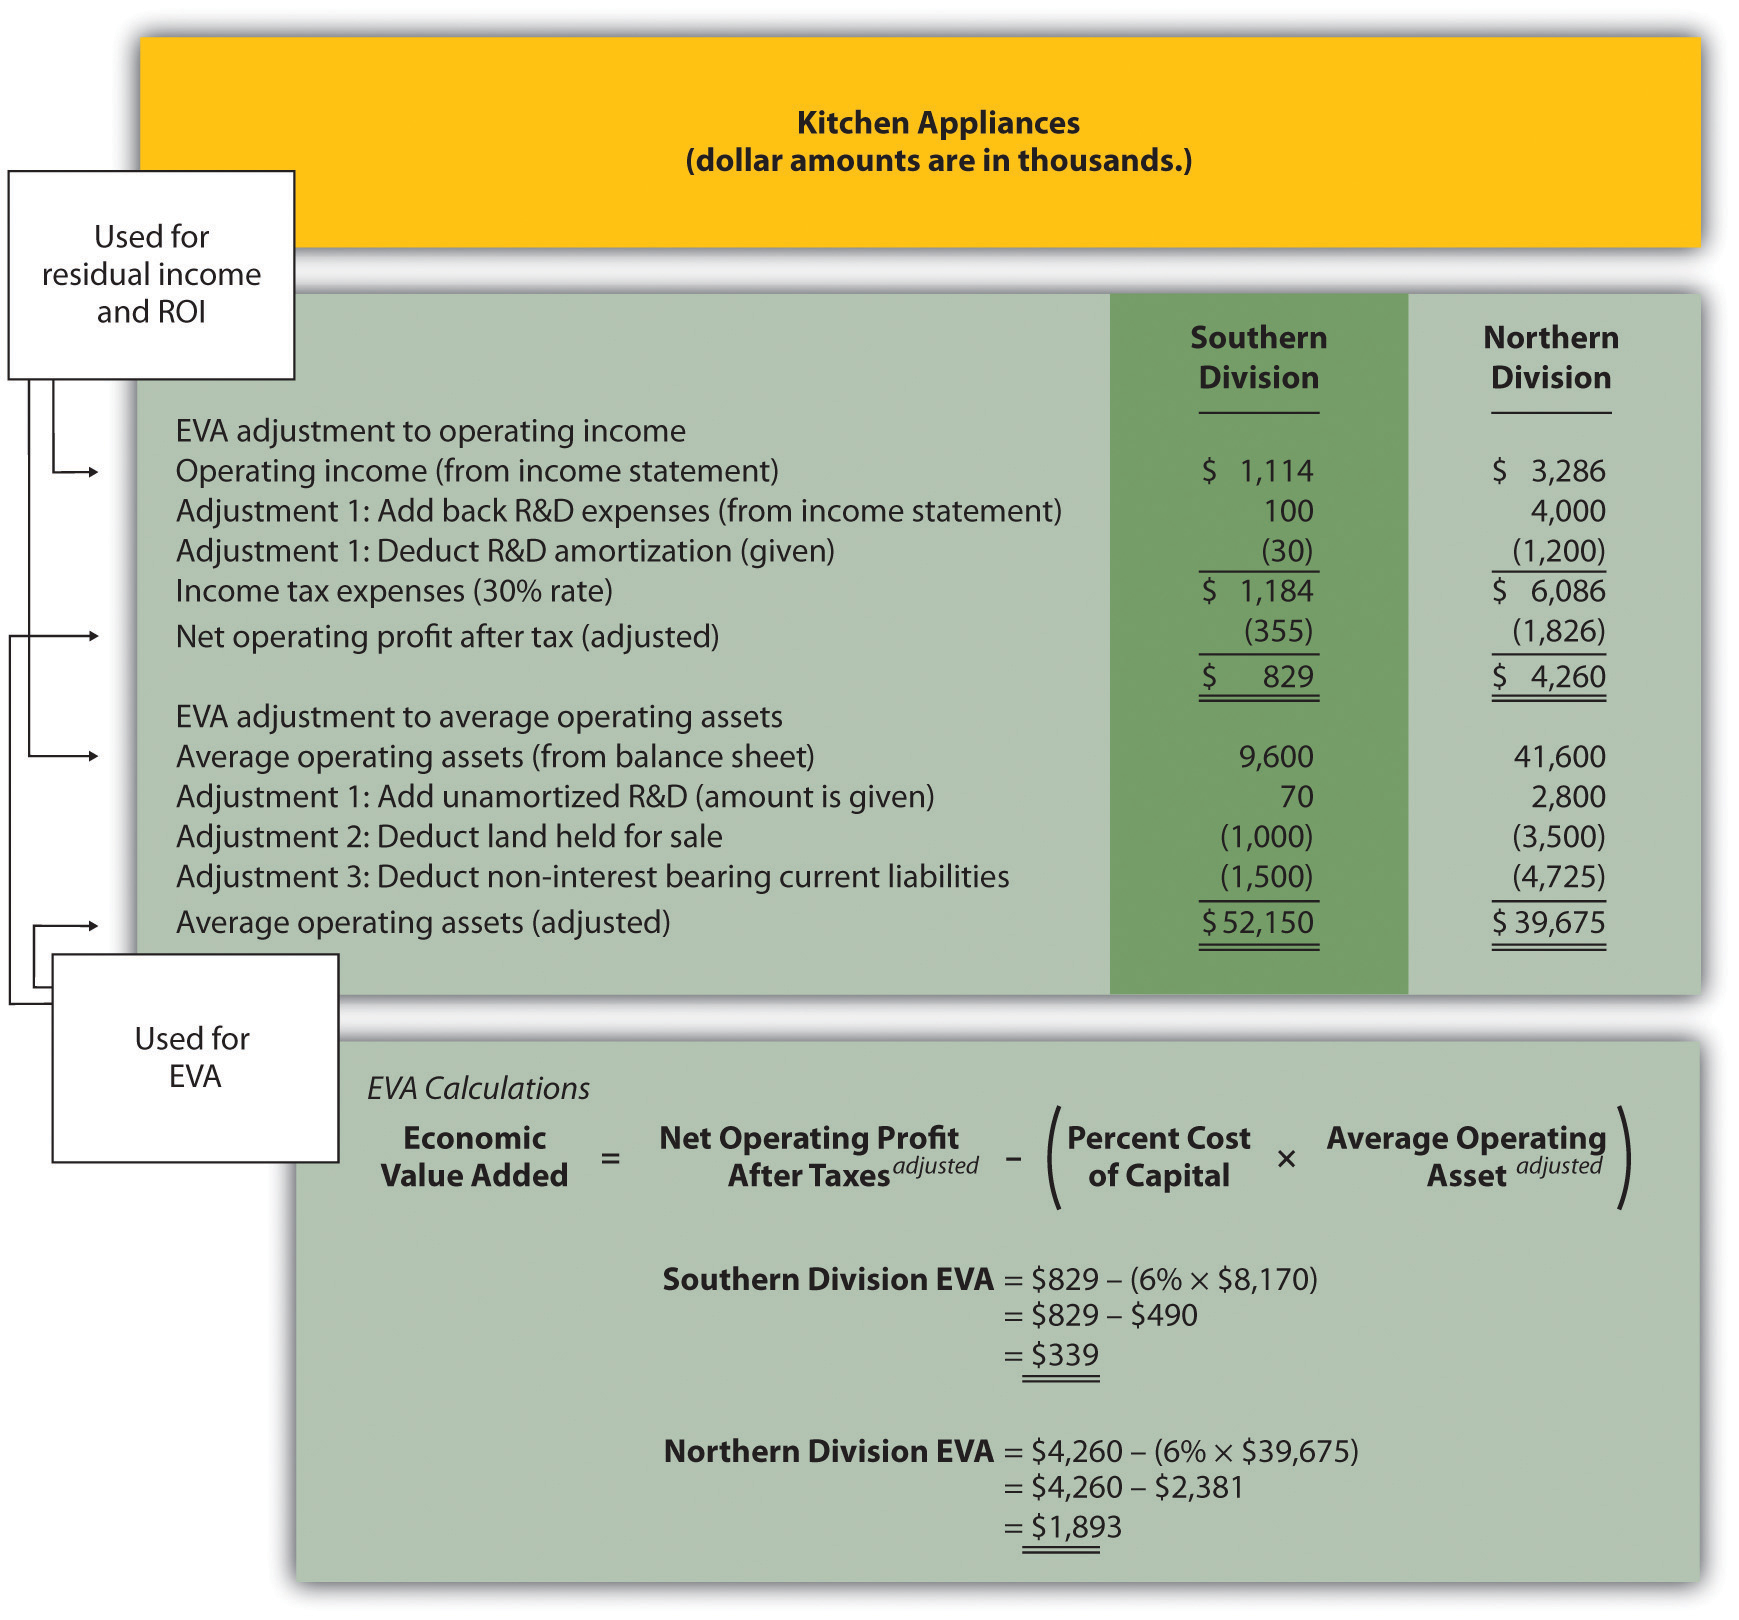 Kitchen Appliances
(dollar amounts are in thousands.)
Used for
residual income
and ROI
Southern Division
Northern Division
EVA adjustment to operating income
Operating income (from income statement) $ 1,114 $ 3,286
Adjustment 1: Add back R&D expenses (from income statement) 100 4,000
Adjustment 1: Deduct R&D amortization (given) (30) (1,200)
Income tax expenses (30% rate) $ 1,184 $ 6,086
Net operating profit after tax (adjusted) (355) (1,826)
$ 829 $ 4,260
EVA adjustment to average operating assets
Average operating assets (from balance sheet) 9,600 41,600
Adjustment 1: Add unamortized R&D (amount is given) 70 2,800
Adjustment 2: Deduct land held for sale (1,000) (3,500)
Adjustment 3: Deduct non-interest bearing current liabilities (1,500) (4,725)
Average operating assets (adjusted) $ 52,150 $ 39,675
Used for
EVA
EVA Calculations
Economic Value Added = Net Operating Profit After Taxes adjusted – (Percent Cost of Capital × Average Operating Asset adjusted)
Southern Division EVA = $829 – (6% × $8,170)
= $829 – $490
= $339
Northern Division EVA = $4,260 – (6% × $39,675)
= $4,260 – $2,381
= $1,893